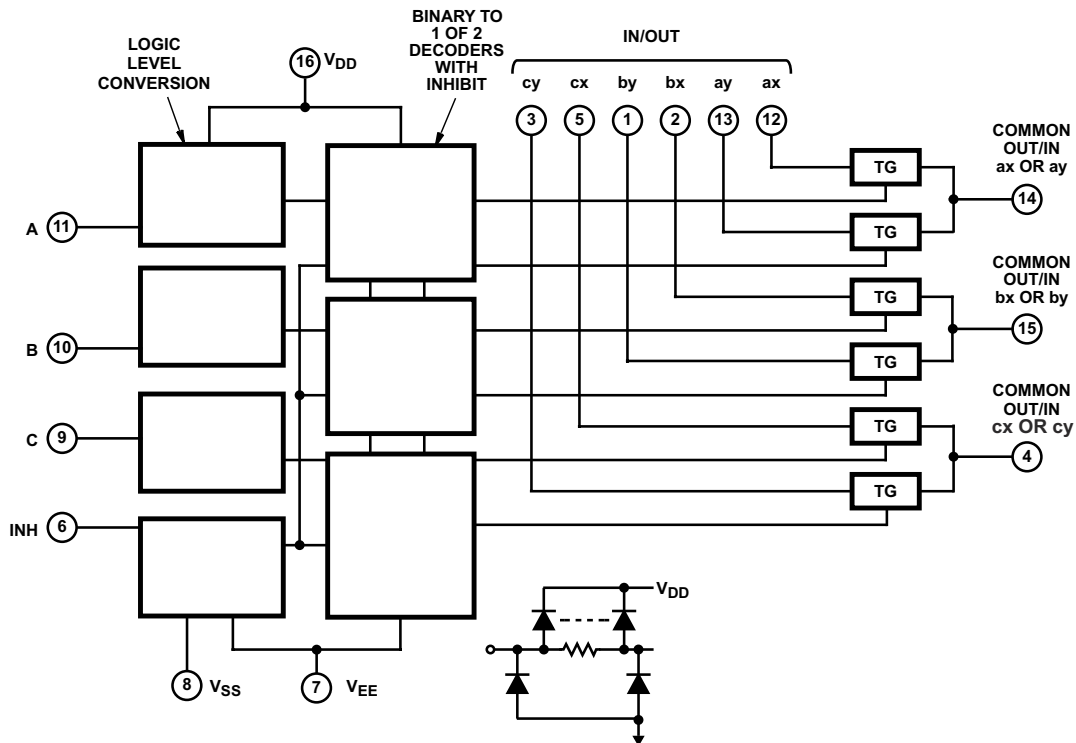 LOGIC
LEVEL
CONVERSION
16 VDD
BINARY TO
1 OF 2
DECODERS
WITH
INHIBIT
IN/OUT
cy cx by bx ay ax
3 5 1 2 13 12
COMMON
OUT/IN
ax OR ay
14
TG
TG
A 11
COMMON
OUT/IN
bx OR by
15
TG
TG
B 10
COMMON
OUT/IN
cx OR cy
4
TG
TG
C 9
INH 6
8 VSS
7 VEE
VDD